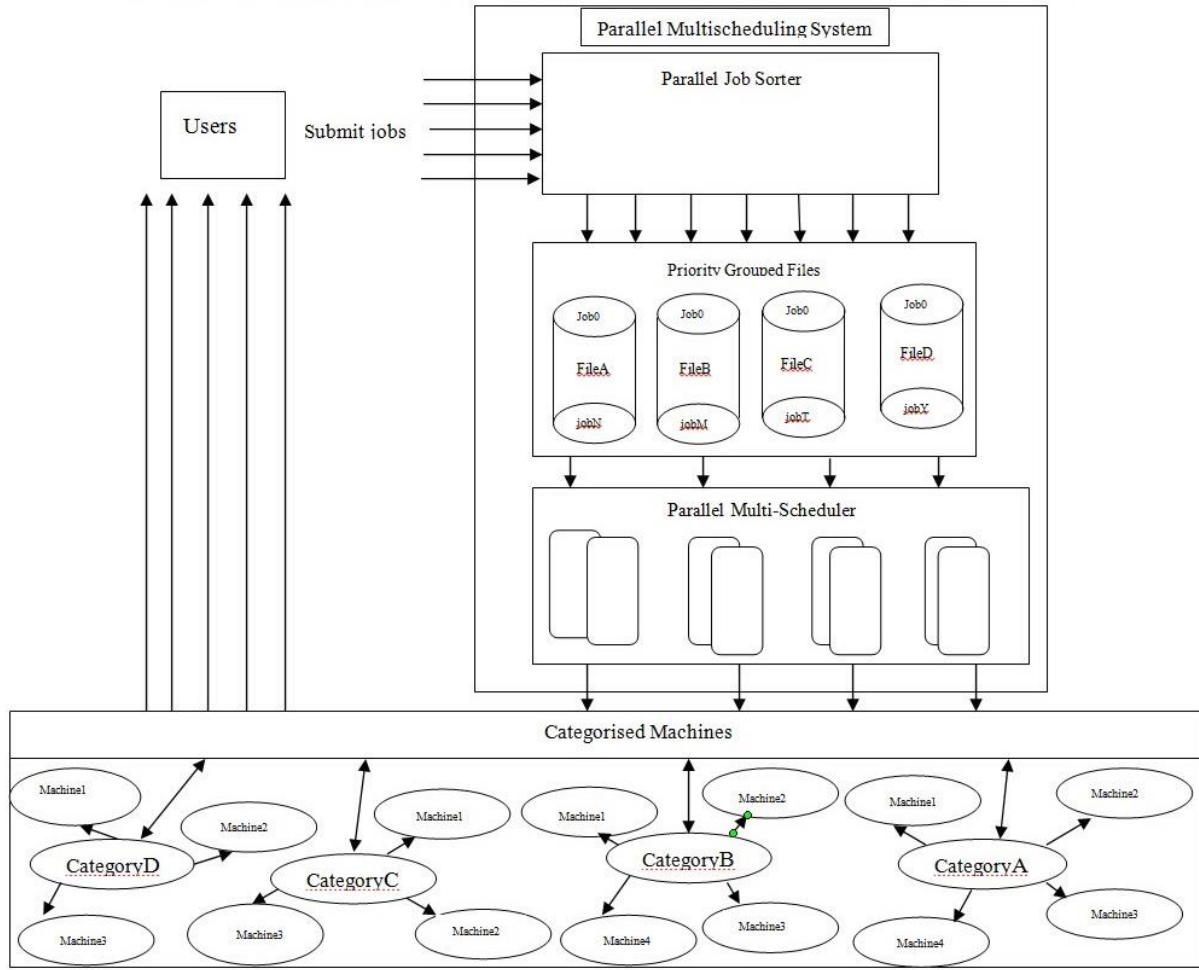 Parallel Multischeduling System
Parallel Job Sorter
Users
Submit jobs
Priority Grouped Files
Job0
Job0
Job0
Job0
FileA
FileB
FileC
FileD
jobN
jobM
jobT
jobY
Parallel Multi-Scheduler
Categorised Machines
Machine1
Machine2
CategoryD
Machine3
Machine1
CategoryC
Machine3
Machine2
Machine1
Machine2
CategoryB
Machine4
Machine3
Machine1
Machine2
CategoryA
Machine4
Machine3